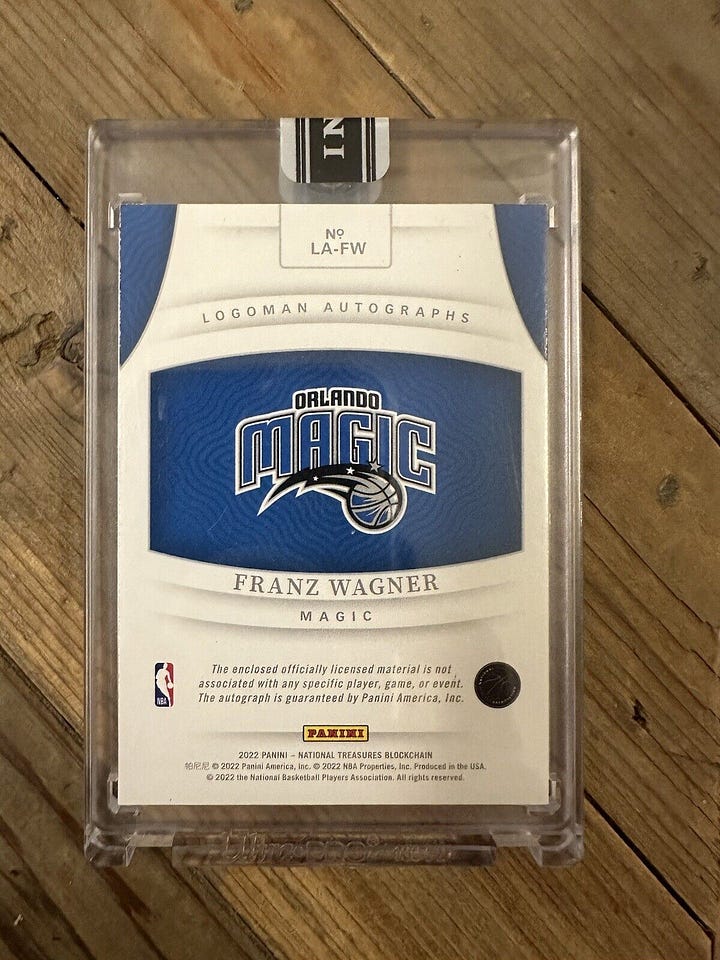 IN
Nº
LA-FW
LOGOMAN AUTOGRAPHS
ORLANDO
MAGIC
FRANZ WAGNER
MAGIC
The enclosed officially licensed material is not
associated with any specific player, game, or event.
The autograph is guaranteed by Panini America, Inc.
NBA
PANINI
2022 PANINI – NATIONAL TREASURES BLOCKCHAIN
帕尼尼 © 2022 Panini America, Inc. © 2022 NBA Properties, Inc. Produced in the USA.
© 2022 the National Basketball Players Association. All rights reserved.